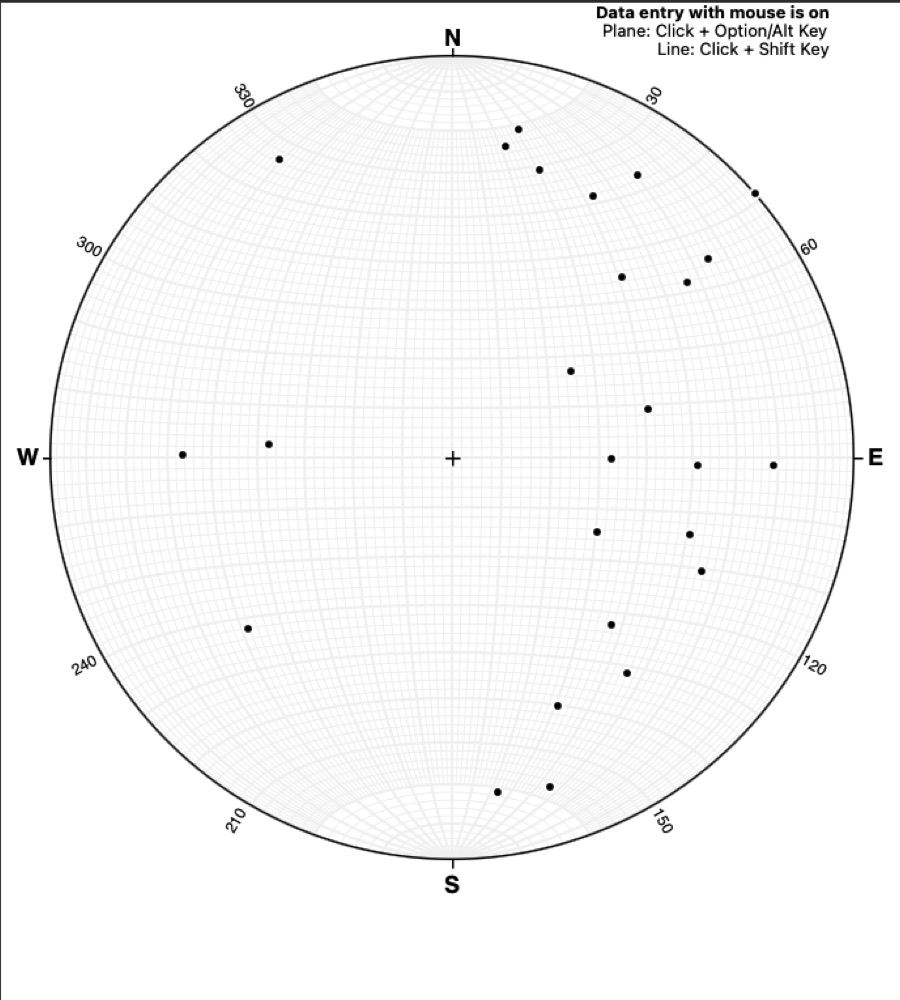 Data entry with mouse is on
Plane: Click + Option/Alt Key
Line: Click + Shift Key
N
330
30
300
60
W
E
240
120
210
150
S